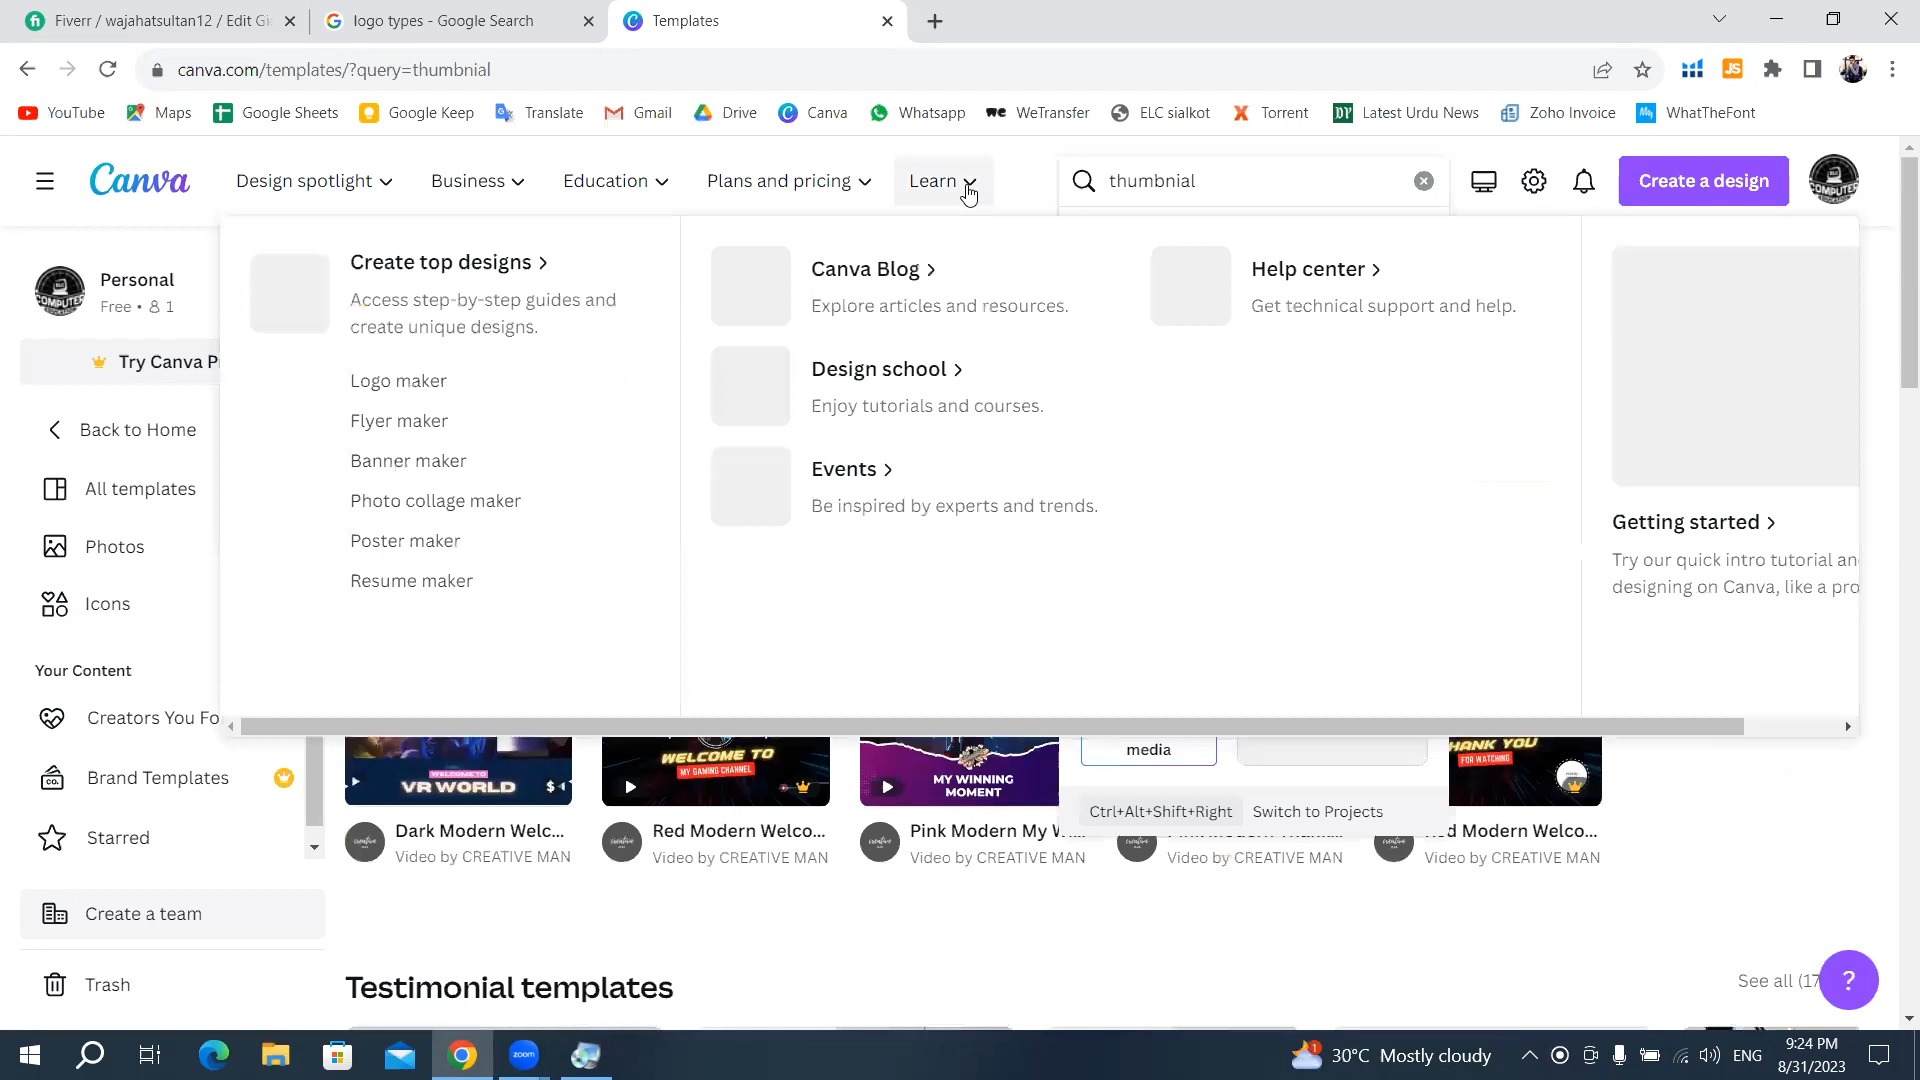 Fiverr / wajahatsultan12 / Edit Gi
logo types - Google Search
Templates
canva.com/templates/?query=thumbnial
YouTube
Maps
Google Sheets
Google Keep
Translate
Gmail
Drive
Canva
Whatsapp
WeTransfer
ELC sialkot
Torrent
Latest Urdu News
Zoho Invoice
WhatTheFont
Canva
Design spotlight
Business
Education
Plans and pricing
Learn
thumbnial
Create a design
Personal
Free • 1
Try Canva P
Back to Home
All templates
Photos
Icons
Your Content
Creators You Fo
Brand Templates
Starred
Create a team
Trash
Create top designs
Access step-by-step guides and
create unique designs.
Logo maker
Flyer maker
Banner maker
Photo collage maker
Poster maker
Resume maker
Canva Blog
Explore articles and resources.
Design school
Enjoy tutorials and courses.
Events
Be inspired by experts and trends.
Help center
Get technical support and help.
Getting started
Try our quick intro tutorial an
designing on Canva, like a pro
WELCOME TO
VR WORLD
WELCOME TO
MY GAMING CHANNEL
MY WINNING
MOMENT
media
HANK YOU
FOR WATCHING
Ctrl+Alt+Shift+Right
Switch to Projects
Dark Modern Welc...
Video by CREATIVE MAN
Red Modern Welco...
Video by CREATIVE MAN
Pink Modern My W...
Video by CREATIVE MAN
Video by CREATIVE MAN
ed Modern Welco...
Video by CREATIVE MAN
Testimonial templates
See all (17
?
zoom
30°C Mostly cloudy
ENG
9:24 PM
8/31/2023